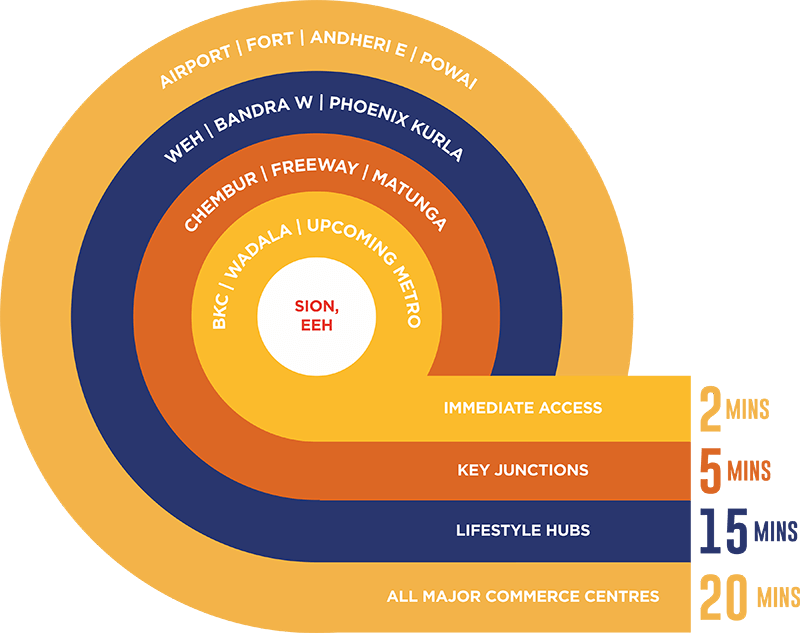 AIRPORT | FORT | ANDHERI E | POWAI
WEH | BANDRA W | PHOENIX KURLA
CHEMBUR | FREEWAY | MATUNGA
BKC | WADALA | UPCOMING METRO
SION,
EEH
IMMEDIATE ACCESS 2 MINS
KEY JUNCTIONS 5 MINS
LIFESTYLE HUBS 15 MINS
ALL MAJOR COMMERCE CENTRES 20 MINS